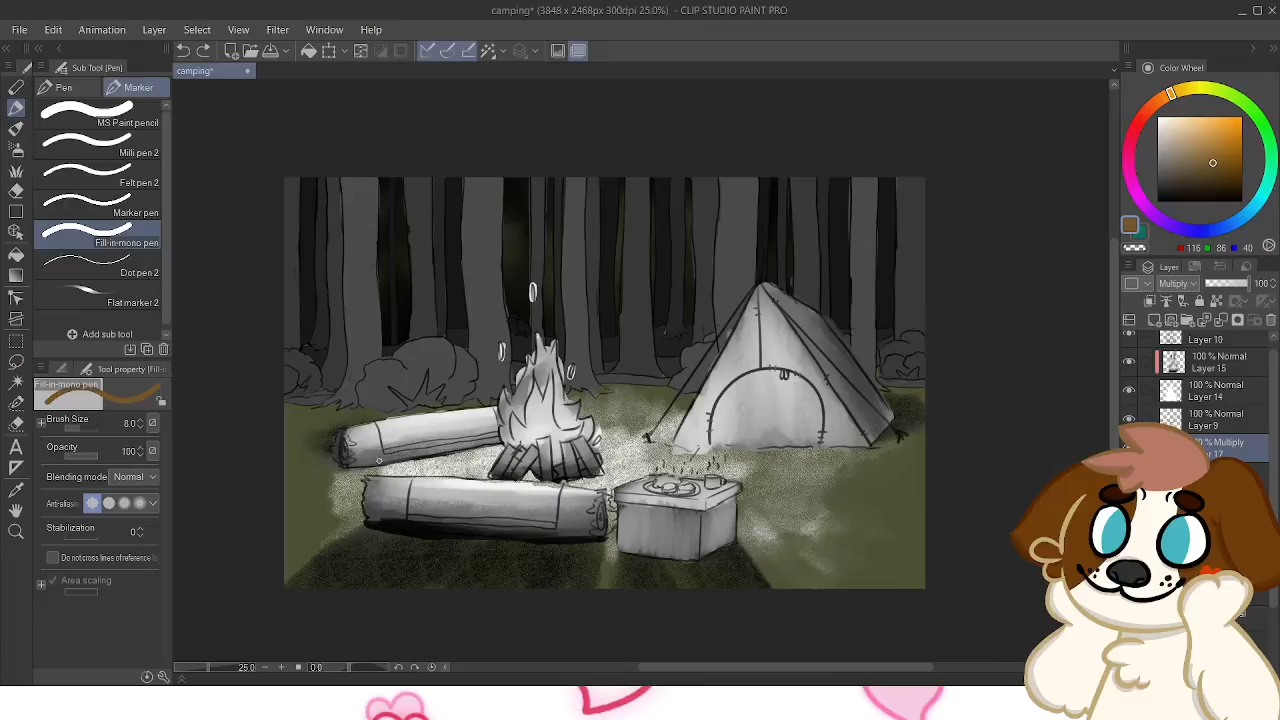 camping* (3848 x 2468px 300dpi 25.0%) - CLIP STUDIO PAINT PRO
File Edit Animation Layer Select View Filter Window Help
Sub Tool [Pen]
camping*
Color Wheel
Pen
Marker
MS Paint pencil
Milli pen 2
Felt pen 2
Marker pen
Fill-in-mono pen
Dot pen 2
Flat marker 2
Add sub tool
Tool property [Fill-in
Fill-in-mono pen
Brush Size 8.0
Opacity 100
Blending mode Normal
Anti-alias
Stabilization 0
Do not cross lines of reference la
Area scaling
25.0
0.0
116 86 40
Layer
Multiply 100
Layer 10
100 % Normal
Layer 15
100 % Normal
Layer 14
100 % Normal
Layer 9
% Multiply
17